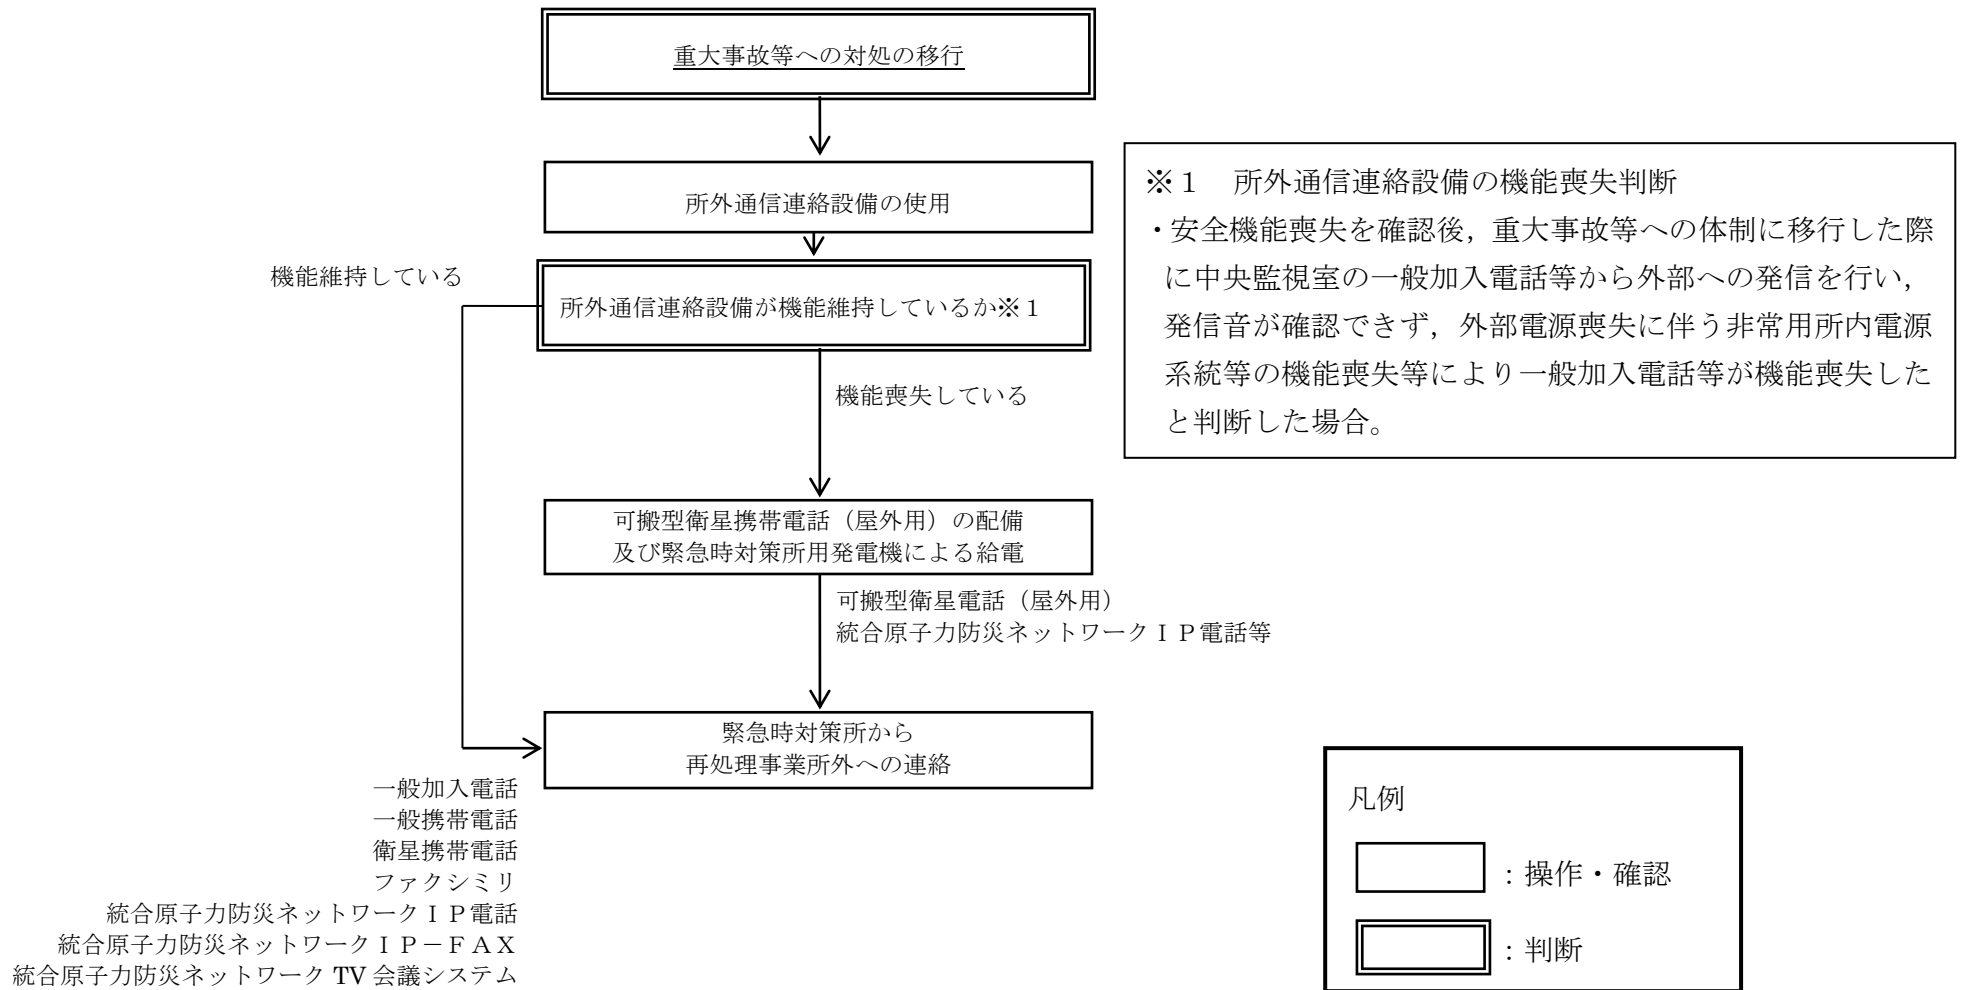 重大事故等への対処の移行
所外通信連絡設備の使用
機能維持している
所外通信連絡設備が機能維持しているか※１
機能喪失している
可搬型衛星携帯電話（屋外用）の配備
及び緊急時対策所用発電機による給電
可搬型衛星電話（屋外用）
統合原子力防災ネットワークＩＰ電話等
緊急時対策所から
再処理事業所外への連絡
一般加入電話
一般携帯電話
衛星携帯電話
ファクシミリ
統合原子力防災ネットワークＩＰ電話
統合原子力防災ネットワークＩＰ－ＦＡＸ
統合原子力防災ネットワーク TV 会議システム
※１　所外通信連絡設備の機能喪失判断
・安全機能喪失を確認後，重大事故等への体制に移行した際
に中央監視室の一般加入電話等から外部への発信を行い，
発信音が確認できず，外部電源喪失に伴う非常用所内電源
系統等の機能喪失等により一般加入電話等が機能喪失した
と判断した場合。
凡例
：操作・確認
：判断